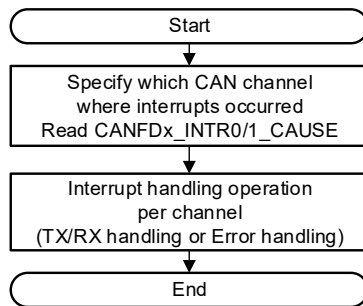 Start
Specify which CAN channel
where interrupts occurred
Read CANFDx_INTR0/1_CAUSE
Interrupt handling operation
per channel
(TX/RX handling or Error handling)
End